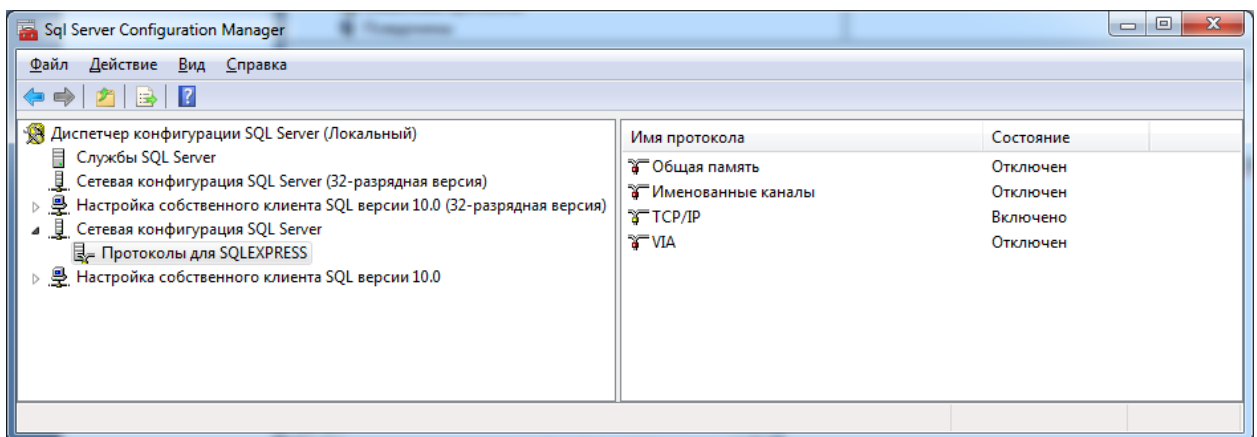 Sql Server Configuration Manager
Файл Действие Вид Справка
Диспетчер конфигурации SQL Server (Локальный)
Службы SQL Server
Сетевая конфигурация SQL Server (32-разрядная версия)
Настройка собственного клиента SQL версии 10.0 (32-разрядная версия)
Сетевая конфигурация SQL Server
Протоколы для SQLEXPRESS
Настройка собственного клиента SQL версии 10.0
Имя протокола Состояние
Общая память Отключен
Именованные каналы Отключен
TCP/IP Включено
VIA Отключен